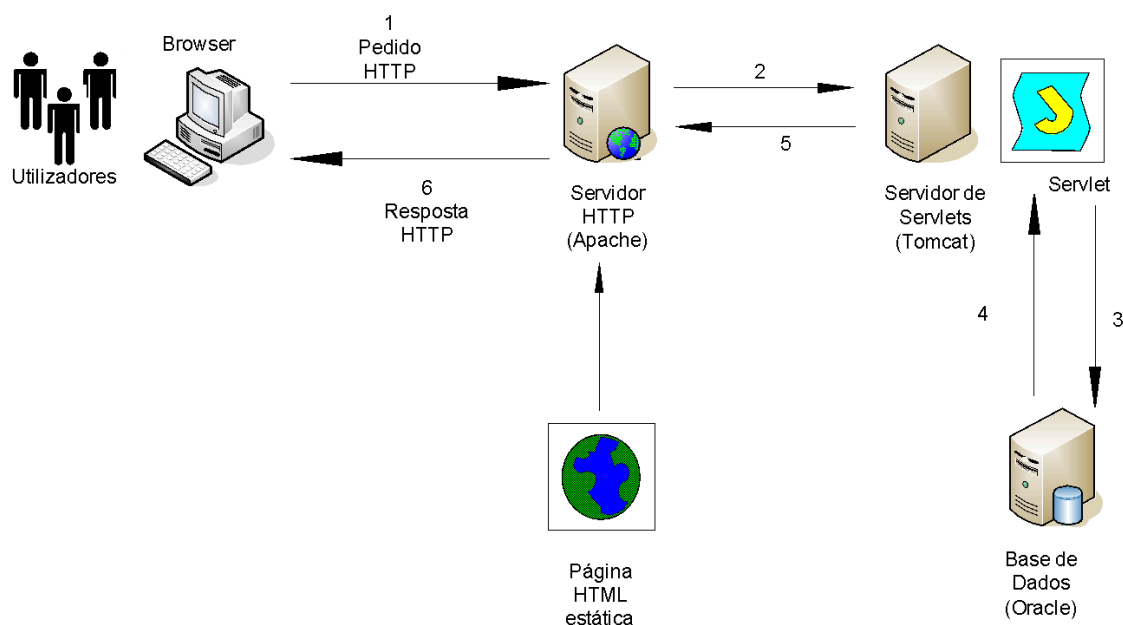 1
Pedido
HTTP
Browser
2
5
Utilizadores
6
Resposta
HTTP
Servidor
HTTP
(Apache)
Servidor de
Servlets
(Tomcat)
Servlet
4
3
Página
HTML
estática
Base de
Dados
(Oracle)